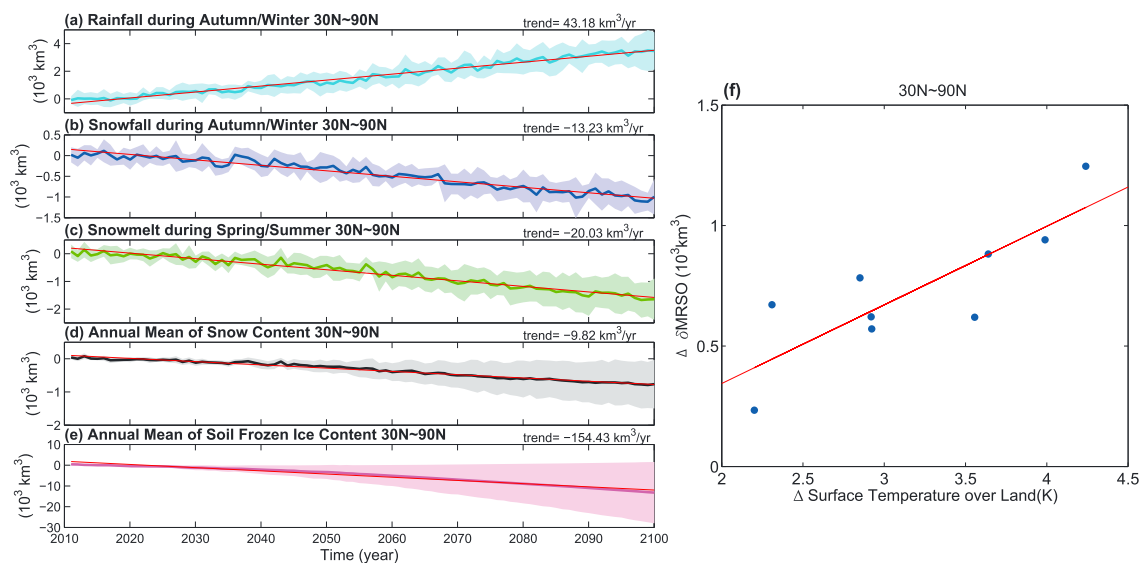 (a) Rainfall during Autumn/Winter 30N~90N
trend= 43.18 km³/yr
4
2
0
(10³ km³)
(b) Snowfall during Autumn/Winter 30N~90N
trend= −13.23 km³/yr
0.5
0
−0.5
−1
−1.5
(10³ km³)
(c) Snowmelt during Spring/Summer 30N~90N
trend= −20.03 km³/yr
0
−1
−2
(10³ km³)
(d) Annual Mean of Snow Content 30N~90N
trend= −9.82 km³/yr
0
−1
−2
(10³ km³)
(e) Annual Mean of Soil Frozen Ice Content 30N~90N
trend= −154.43 km³/yr
10
0
−10
−20
−30
(10³ km³)
2010 2020 2030 2040 2050 2060 2070 2080 2090 2100
Time (year)
(f)
30N~90N
1.5
1
0.5
0
Δ δMRSO (10³km³)
2 2.5 3 3.5 4 4.5
Δ Surface Temperature over Land(K)